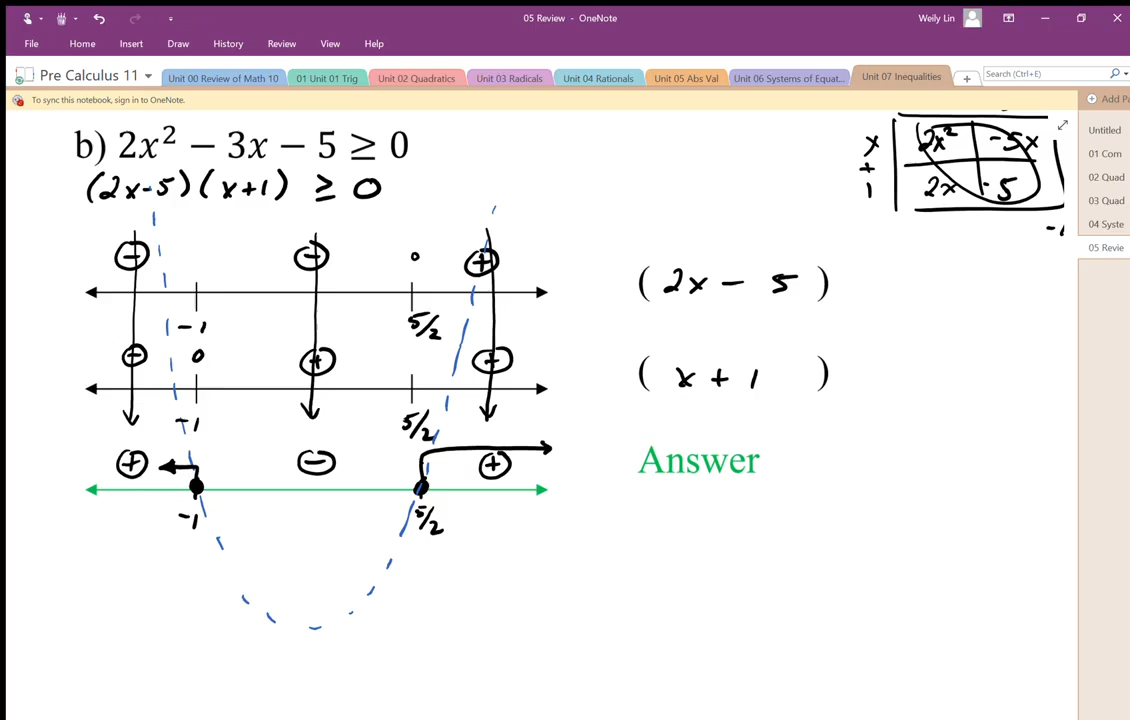 05 Review - OneNote
Weily Lin
File Home Insert Draw History Review View Help
Pre Calculus 11
Unit 00 Review of Math 10
01 Unit 01 Trig
Unit 02 Quadratics
Unit 03 Radicals
Unit 04 Rationals
Unit 05 Abs Val
Unit 06 Systems of Equat...
Unit 07 Inequalities
+
Search (Ctrl+E)
To sync this notebook, sign in to OneNote.
Add Pa
Untitled
01 Com
02 Quad
03 Quad
04 Syste
05 Revie
b) 2x² − 3x − 5 ≥ 0
(2x-5)(x+1) ≥ 0
x 2x² -5x
+
1 2x -5
-1
− − 0 +
-1 5/2
− 0 + +
-1 5/2
+ − +
-1 5/2
( 2x - 5 )
( x + 1 )
Answer